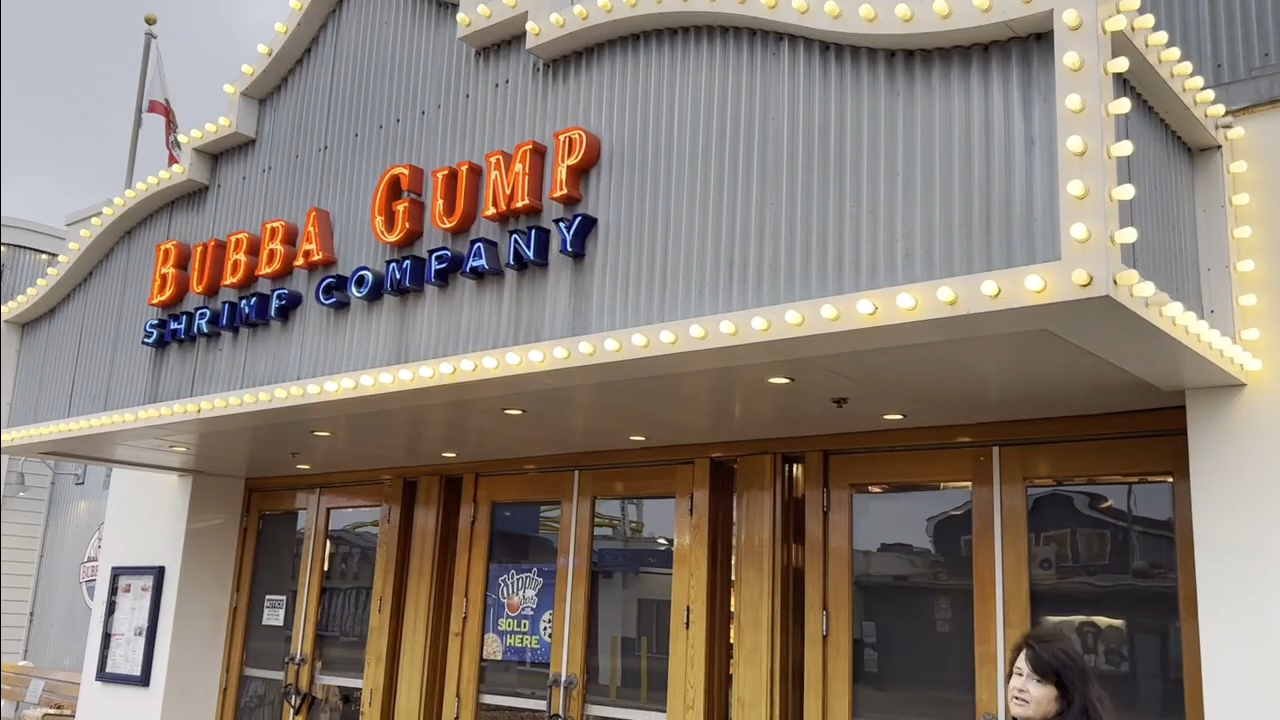 BUBBA GUMP
SHRIMP COMPANY
NOTICE
dippin'
dots
SOLD
HERE